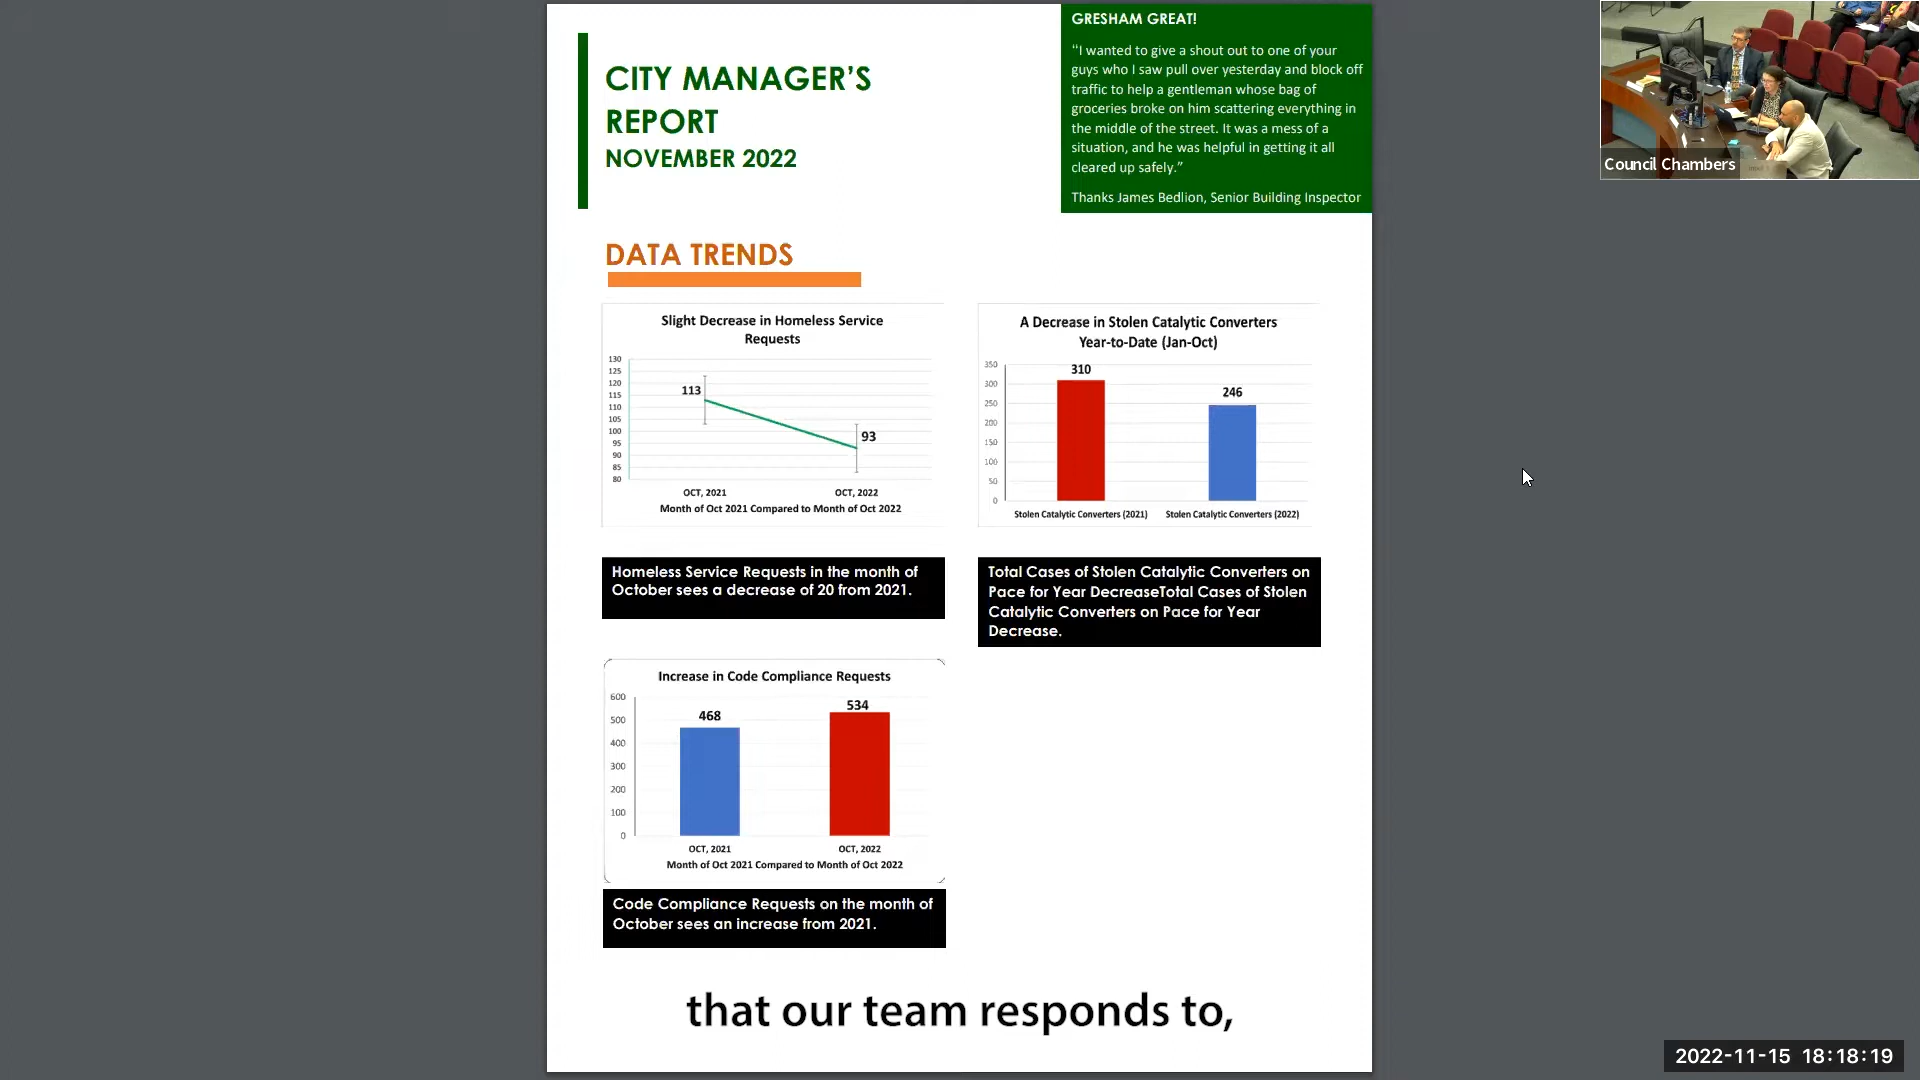 CITY MANAGER'S
REPORT
NOVEMBER 2022
GRESHAM GREAT!
“I wanted to give a shout out to one of your
guys who I saw pull over yesterday and block off
traffic to help a gentleman whose bag of
groceries broke on him scattering everything in
the middle of the street. It was a mess of a
situation, and he was helpful in getting it all
cleared up safely.”
Thanks James Bedlion, Senior Building Inspector
Council Chambers
DATA TRENDS
Slight Decrease in Homeless Service
Requests
130
125
120
115
110
105
100
95
90
85
80
113
93
OCT, 2021
OCT, 2022
Month of Oct 2021 Compared to Month of Oct 2022
A Decrease in Stolen Catalytic Converters
Year-to-Date (Jan-Oct)
350
300
250
200
150
100
50
0
310
246
Stolen Catalytic Converters (2021)
Stolen Catalytic Converters (2022)
Homeless Service Requests in the month of
October sees a decrease of 20 from 2021.
Total Cases of Stolen Catalytic Converters on
Pace for Year DecreaseTotal Cases of Stolen
Catalytic Converters on Pace for Year
Decrease.
Increase in Code Compliance Requests
600
500
400
300
200
100
0
468
534
OCT, 2021
OCT, 2022
Month of Oct 2021 Compared to Month of Oct 2022
Code Compliance Requests on the month of
October sees an increase from 2021.
that our team responds to,
2022-11-15 18:18:19